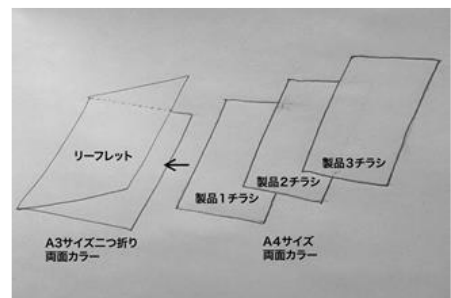 リーフレット
製品1チラシ
製品2チラシ
製品3チラシ
A3サイズ二つ折り
両面カラー
A4サイズ
両面カラー